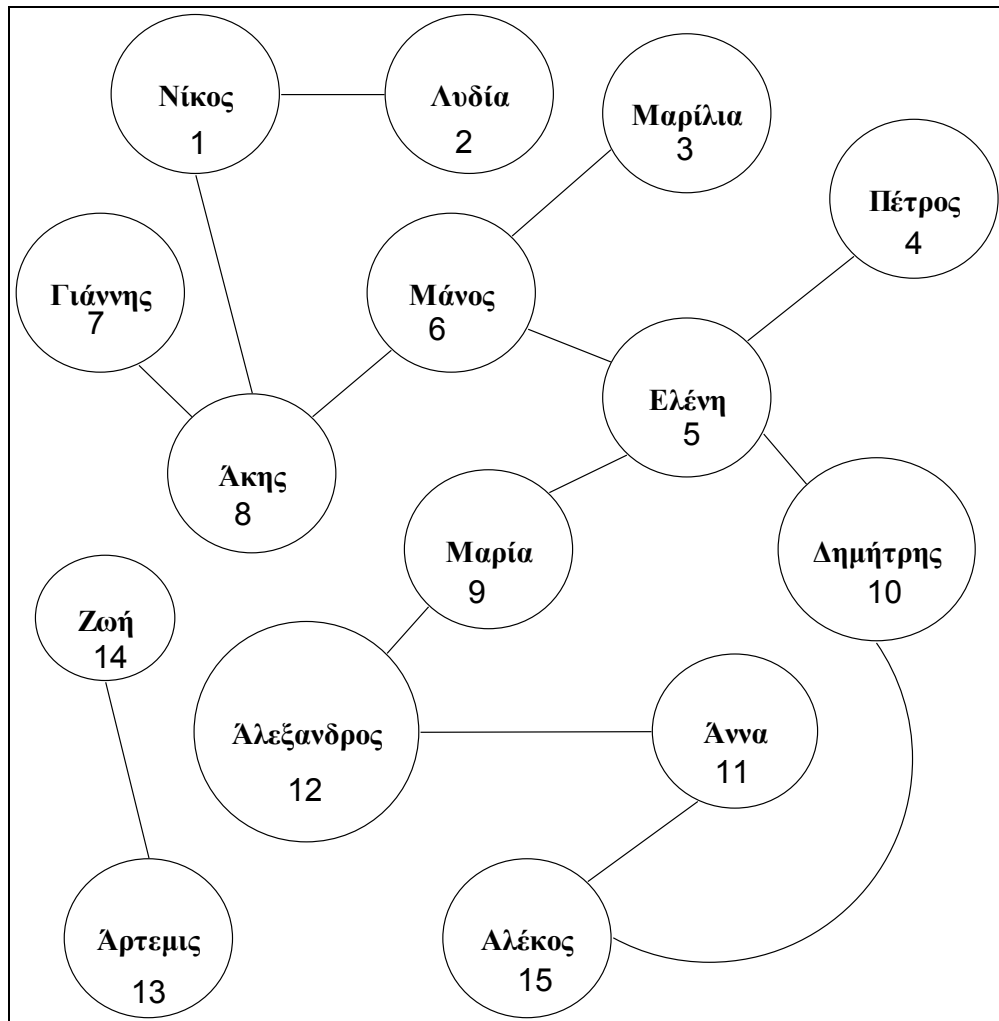 Νίκος
1
Λυδία
2
Μαρίλια
3
Πέτρος
4
Γιάννης
7
Μάνος
6
Ελένη
5
Άκης
8
Μαρία
9
Δημήτρης
10
Ζωή
14
Άλεξανδρος
12
Άννα
11
Άρτεμις
13
Αλέκος
15